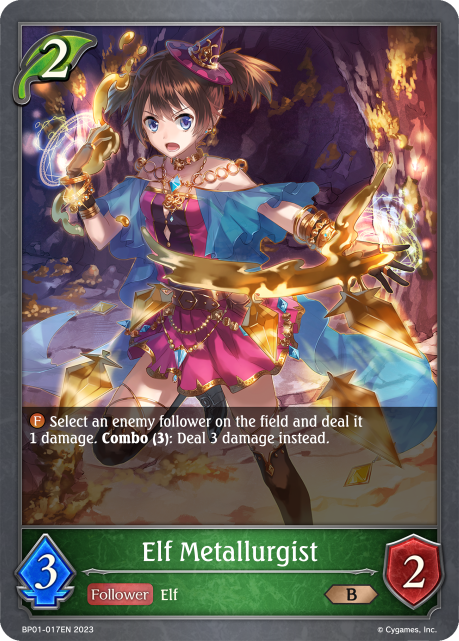 2
F Select an enemy follower on the field and deal it
1 damage. Combo (3): Deal 3 damage instead.
Elf Metallurgist
3
Follower Elf
B
2
BP01-017EN 2023
© Cygames, Inc.